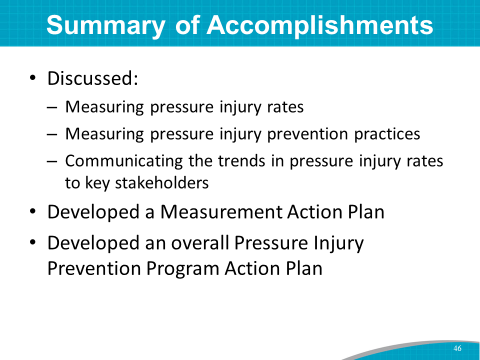 Summary of Accomplishments
• Discussed:
– Measuring pressure injury rates
– Measuring pressure injury prevention practices
– Communicating the trends in pressure injury rates
to key stakeholders
• Developed a Measurement Action Plan
• Developed an overall Pressure Injury
Prevention Program Action Plan
46